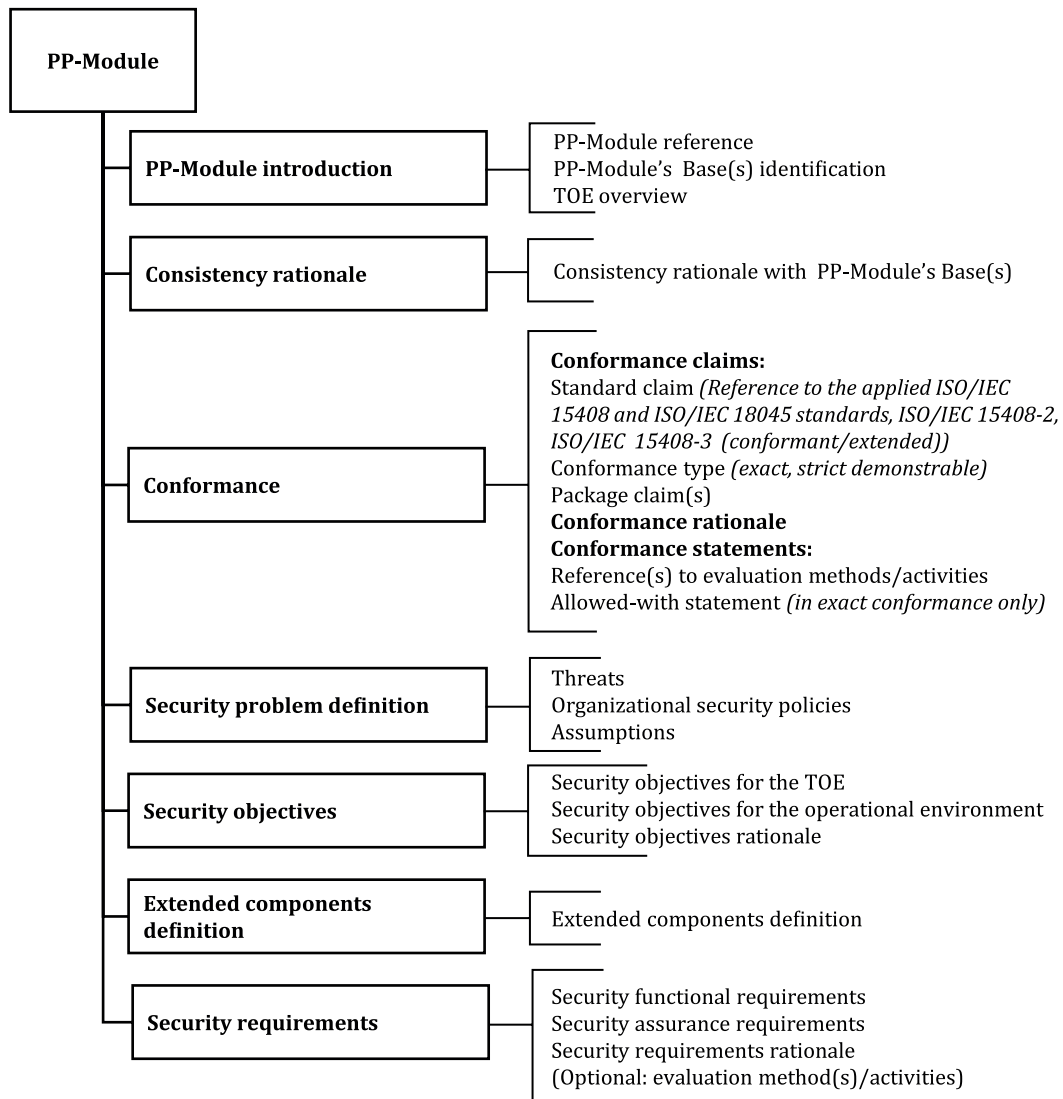 PP-Module
PP-Module introduction
PP-Module reference
PP-Module's Base(s) identification
TOE overview
Consistency rationale
Consistency rationale with PP-Module's Base(s)
Conformance
Conformance claims:
Standard claim (Reference to the applied ISO/IEC
15408 and ISO/IEC 18045 standards, ISO/IEC 15408-2,
ISO/IEC 15408-3 (conformant/extended))
Conformance type (exact, strict demonstrable)
Package claim(s)
Conformance rationale
Conformance statements:
Reference(s) to evaluation methods/activities
Allowed-with statement (in exact conformance only)
Security problem definition
Threats
Organizational security policies
Assumptions
Security objectives
Security objectives for the TOE
Security objectives for the operational environment
Security objectives rationale
Extended components
definition
Extended components definition
Security requirements
Security functional requirements
Security assurance requirements
Security requirements rationale
(Optional: evaluation method(s)/activities)